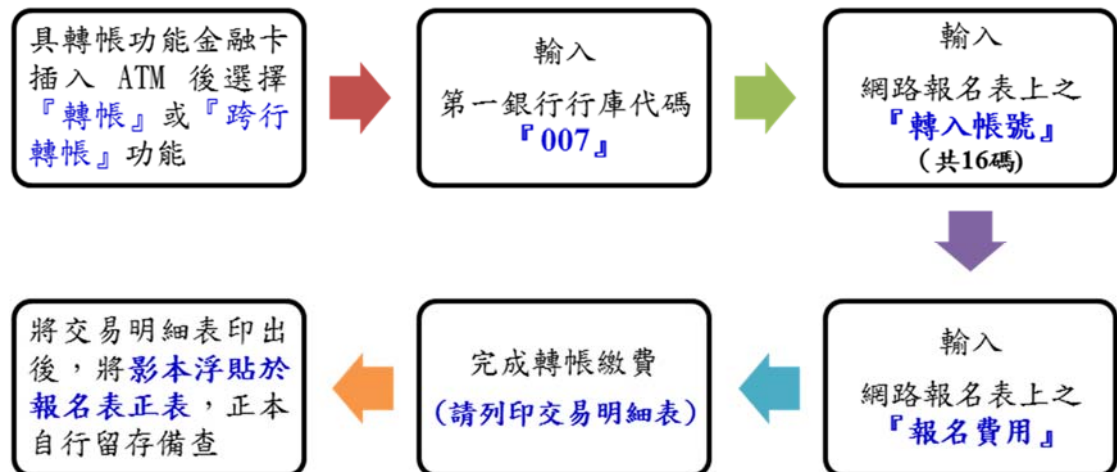 具轉帳功能金融卡
插入 ATM 後選擇
『轉帳』或『跨行
轉帳』功能
輸入
第一銀行行庫代碼
『007』
輸入
網路報名表上之
『轉入帳號』
(共16碼)
輸入
網路報名表上之
『報名費用』
完成轉帳繳費
(請列印交易明細表)
將交易明細表印出
後，將影本浮貼於
報名表正表，正本
自行留存備查